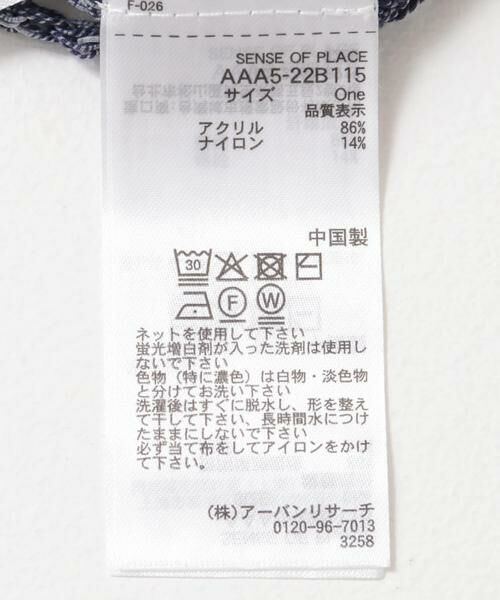 F-026
SENSE OF PLACE
AAA5-22B115
サイズ One
品質表示
アクリル 86%
ナイロン 14%
中国製
30
F W
ネットを使用して下さい
蛍光増白剤が入った洗剤は使用し
ないで下さい
色物（特に濃色）は白物・淡色物
と分けてお洗い下さい
洗濯後はすぐに脱水し、形を整え
て干して下さい、長時間水につけ
たままにしないで下さい
必ず当て布をしてアイロンをかけ
て下さい。
(株)アーバンリサーチ
0120-96-7013
3258